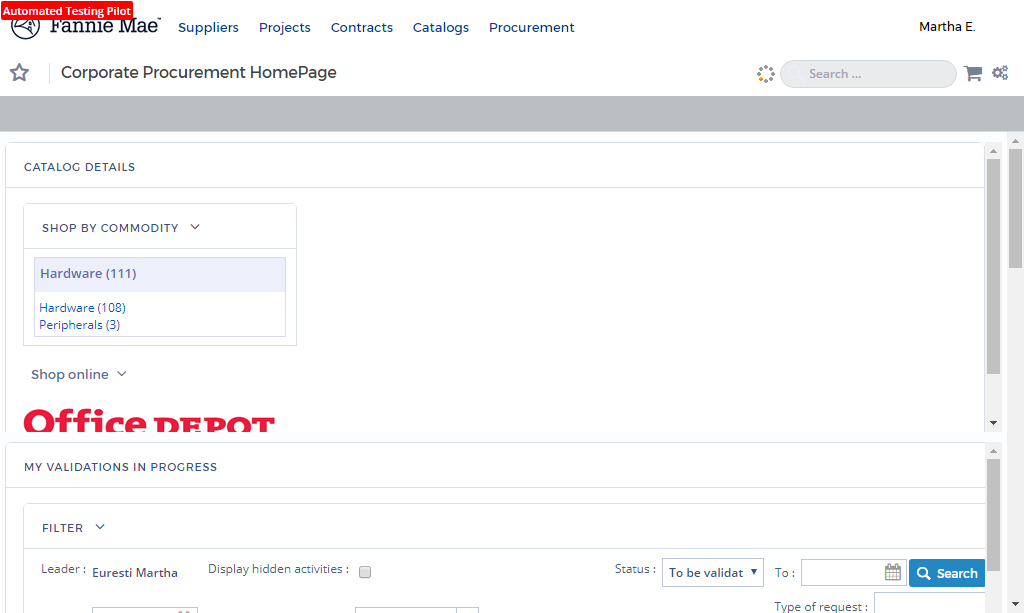 Automated Testing Pilot
Fannie Mae™ Suppliers Projects Contracts Catalogs Procurement Martha E.
Corporate Procurement HomePage Search ...
CATALOG DETAILS
SHOP BY COMMODITY
Hardware (111)
Hardware (108)
Peripherals (3)
Shop online
Office DEPOT
MY VALIDATIONS IN PROGRESS
FILTER
Leader : Euresti Martha Display hidden activities : Status : To be validat To : Search
Type of request :